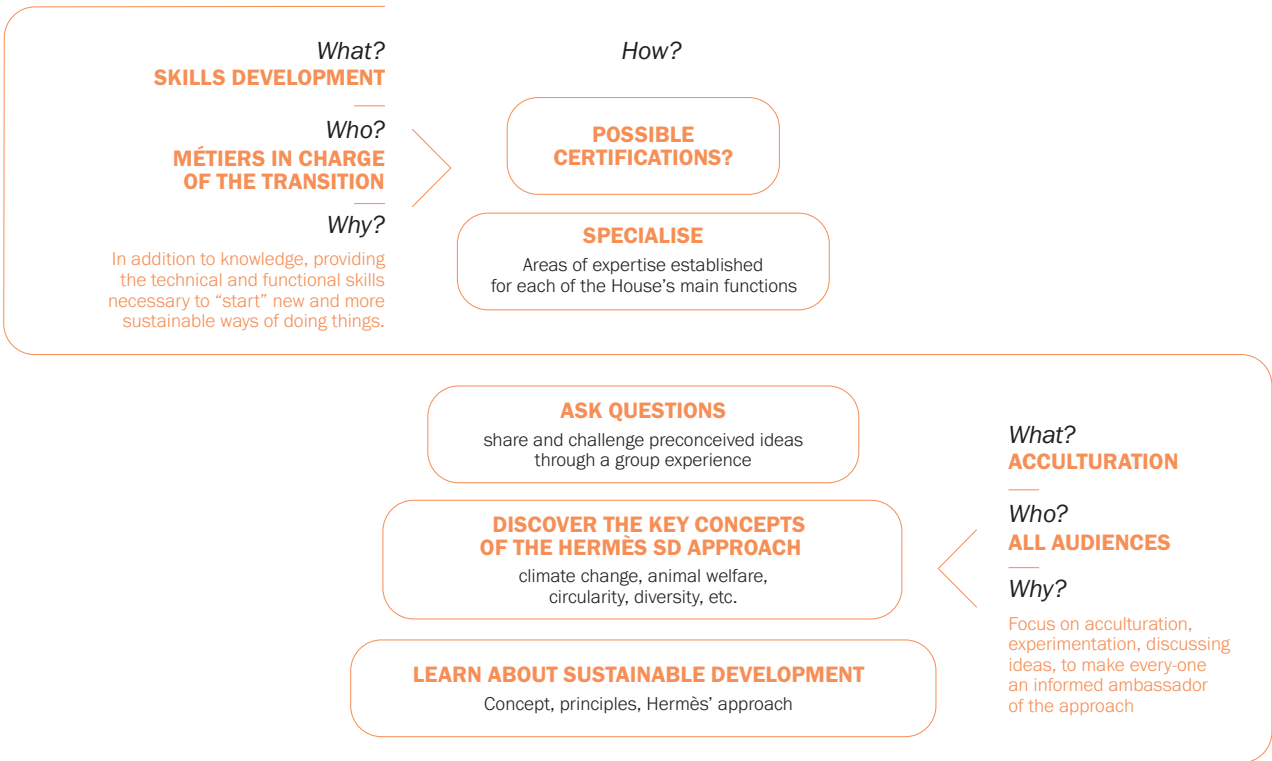 What?
SKILLS DEVELOPMENT
Who?
MÉTIERS IN CHARGE
OF THE TRANSITION
Why?
In addition to knowledge, providing
the technical and functional skills
necessary to “start” new and more
sustainable ways of doing things.
How?
POSSIBLE
CERTIFICATIONS?
SPECIALISE
Areas of expertise established
for each of the House’s main functions
ASK QUESTIONS
share and challenge preconceived ideas
through a group experience
DISCOVER THE KEY CONCEPTS
OF THE HERMÈS SD APPROACH
climate change, animal welfare,
circularity, diversity, etc.
LEARN ABOUT SUSTAINABLE DEVELOPMENT
Concept, principles, Hermès’ approach
What?
ACCULTURATION
Who?
ALL AUDIENCES
Why?
Focus on acculturation,
experimentation, discussing
ideas, to make every-one
an informed ambassador
of the approach